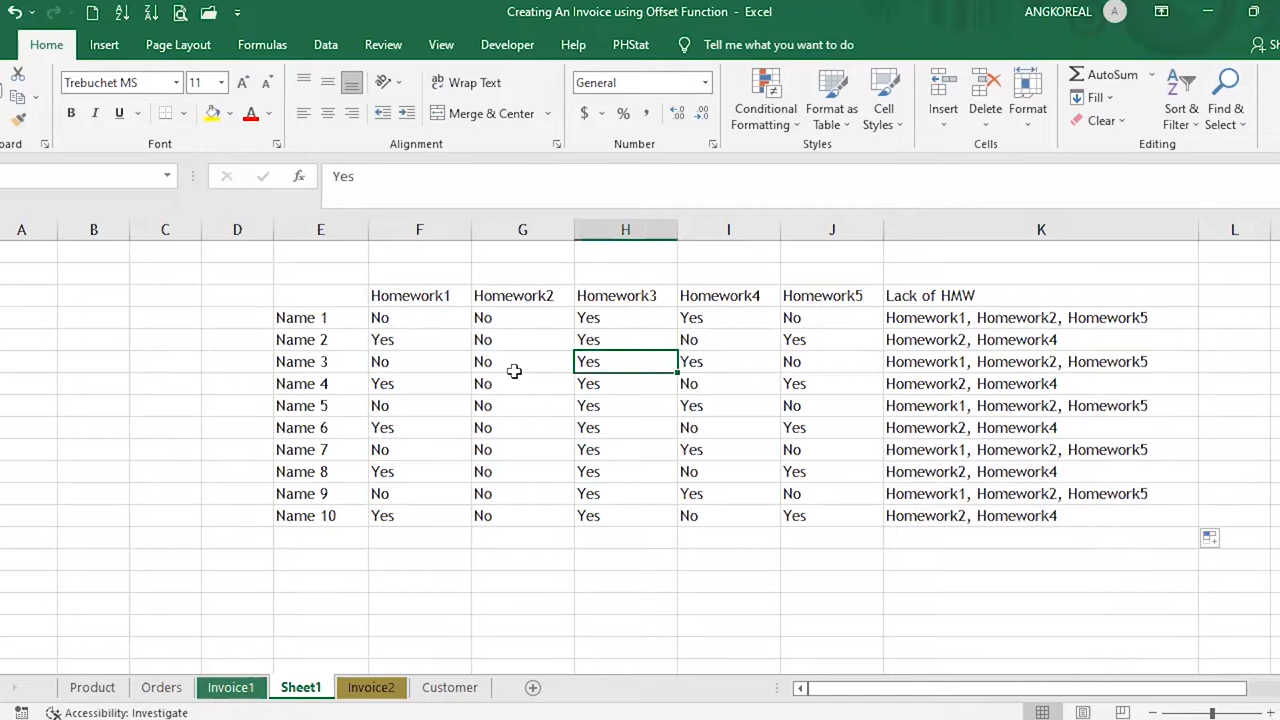 Creating An Invoice using Offset Function - Excel
ANGKOREAL A
Home Insert Page Layout Formulas Data Review View Developer Help PHStat Tell me what you want to do
Trebuchet MS 11 Wrap Text General Conditional Formatting Format as Table Cell Styles Insert Delete Format AutoSum Sort & Filter Find & Select
B I U A Merge & Center $ % Fill
Clear
Font Alignment Number Styles Cells Editing
fx Yes
A B C D E F G H I J K L
Homework1 Homework2 Homework3 Homework4 Homework5 Lack of HMW
Name 1 No No Yes Yes No Homework1, Homework2, Homework5
Name 2 Yes No Yes No Yes Homework2, Homework4
Name 3 No No Yes Yes No Homework1, Homework2, Homework5
Name 4 Yes No Yes No Yes Homework2, Homework4
Name 5 No No Yes Yes No Homework1, Homework2, Homework5
Name 6 Yes No Yes No Yes Homework2, Homework4
Name 7 No No Yes Yes No Homework1, Homework2, Homework5
Name 8 Yes No Yes No Yes Homework2, Homework4
Name 9 No No Yes Yes No Homework1, Homework2, Homework5
Name 10 Yes No Yes No Yes Homework2, Homework4
Product Orders Invoice1 Sheet1 Invoice2 Customer
Accessibility: Investigate